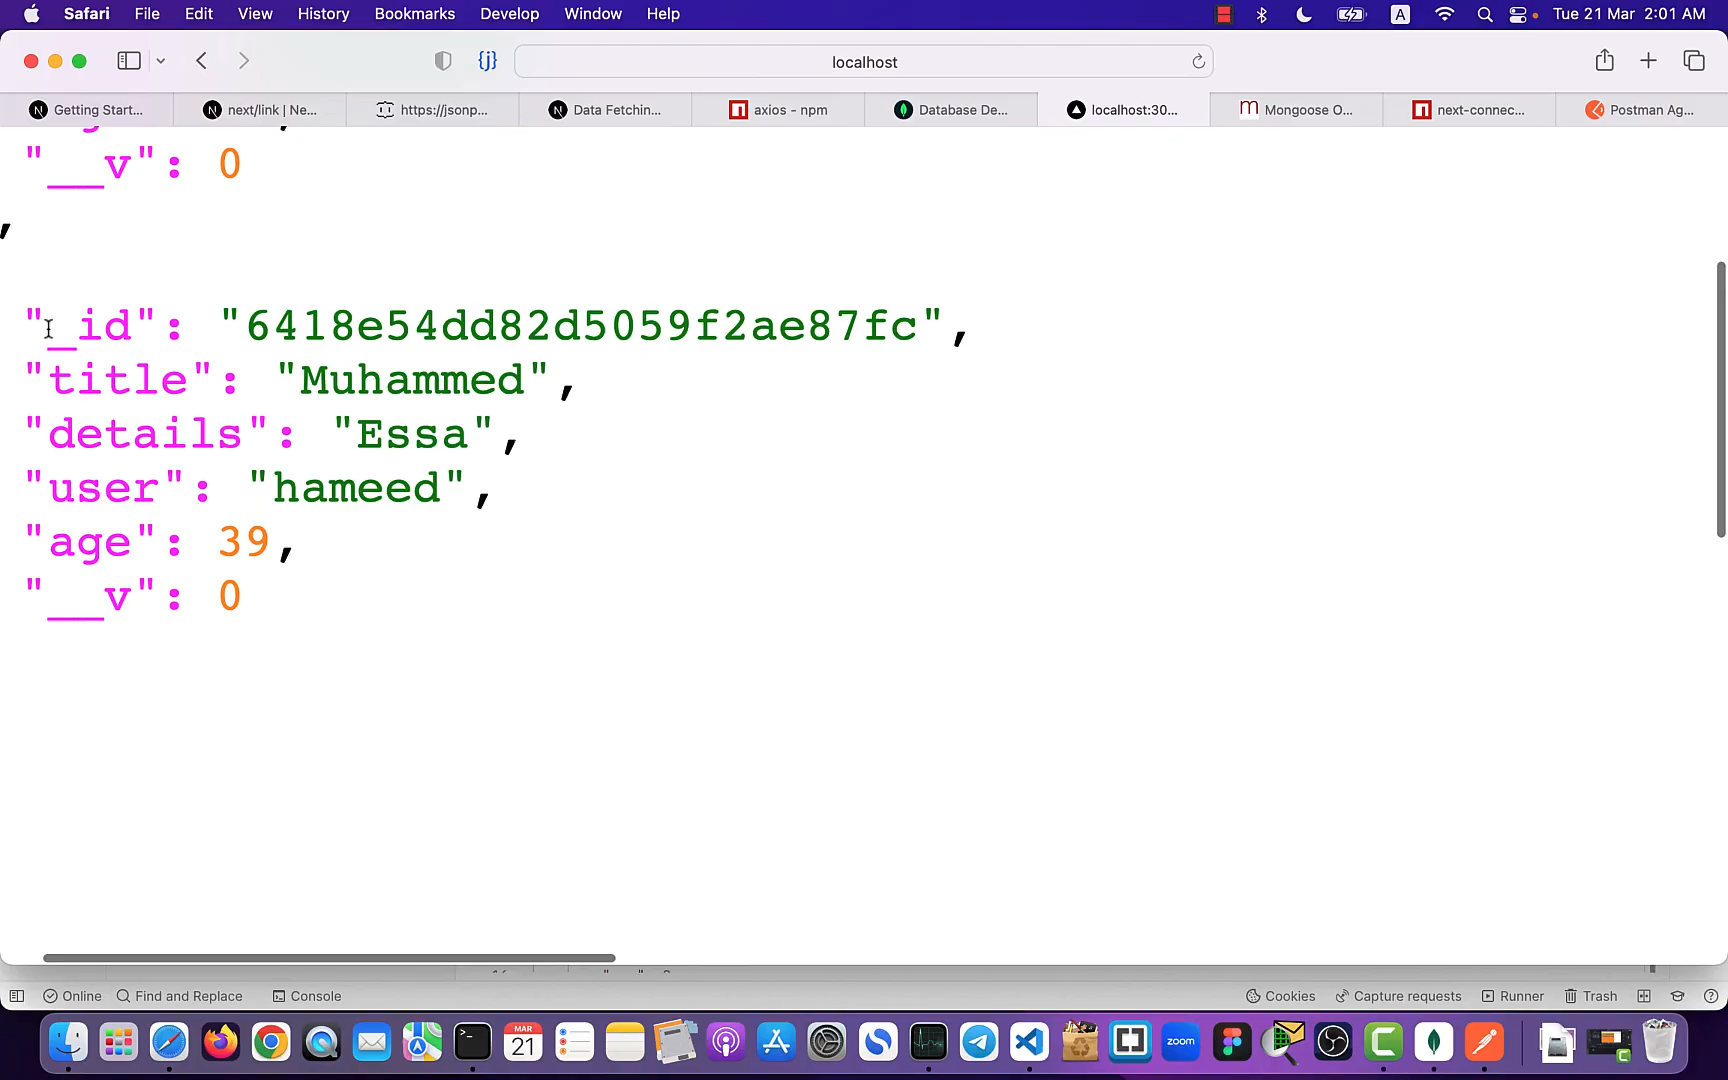 Safari File Edit View History Bookmarks Develop Window Help A Tue 21 Mar 2:01 AM
{j} localhost
Getting Start... next/link | Ne... https://jsonp... Data Fetchin... axios - npm Database De... localhost:30... Mongoose O... next-connec... Postman Ag...
"__v": 0
,
"_id": "6418e54dd82d5059f2ae87fc",
"title": "Muhammed",
"details": "Essa",
"user": "hameed",
"age": 39,
"__v": 0
Online Find and Replace Console Cookies Capture requests Runner Trash
MAR
21
zoom